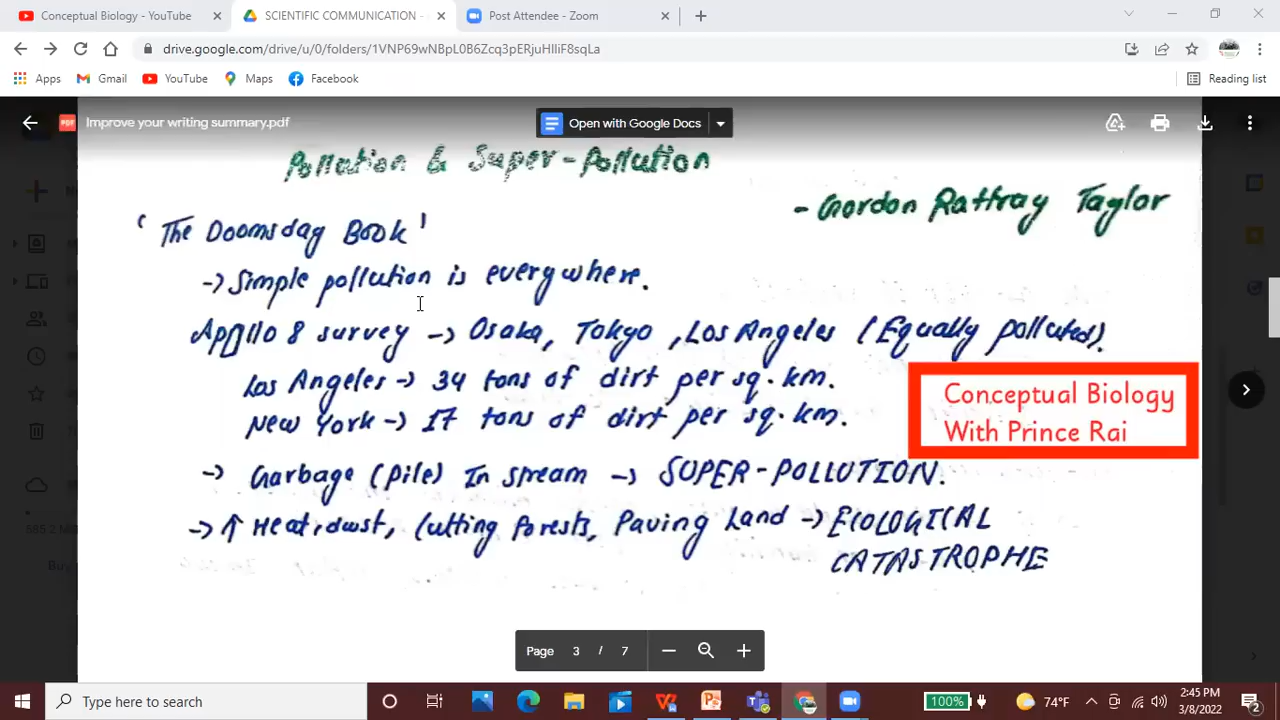 Conceptual Biology - YouTube
SCIENTIFIC COMMUNICATION -
Post Attendee - Zoom
drive.google.com/drive/u/0/folders/1VNP69wNBpL0B6Zcq3pERjuHIliF8sqLa
Apps
Gmail
YouTube
Maps
Facebook
Reading list
Improve your writing summary.pdf
Open with Google Docs
Pollution & Super-Pollution
- Gordon Rattray Taylor
'The Doomsday Book'
→ Simple pollution is everywhere.
Apollo 8 survey → Osaka, Tokyo, Los Angeles (Equally polluted).
Los Angeles → 34 tons of dirt per sq. km.
New York → 17 tons of dirt per sq. km.
Conceptual Biology
With Prince Rai
→ Garbage (pile) In stream → SUPER-POLLUTION.
→ ↑ Heat, dust, Cutting forests, Paving Land → ECOLOGICAL
CATASTROPHE
Page 3 / 7
Type here to search
100%
74°F
2:45 PM
3/8/2022
2